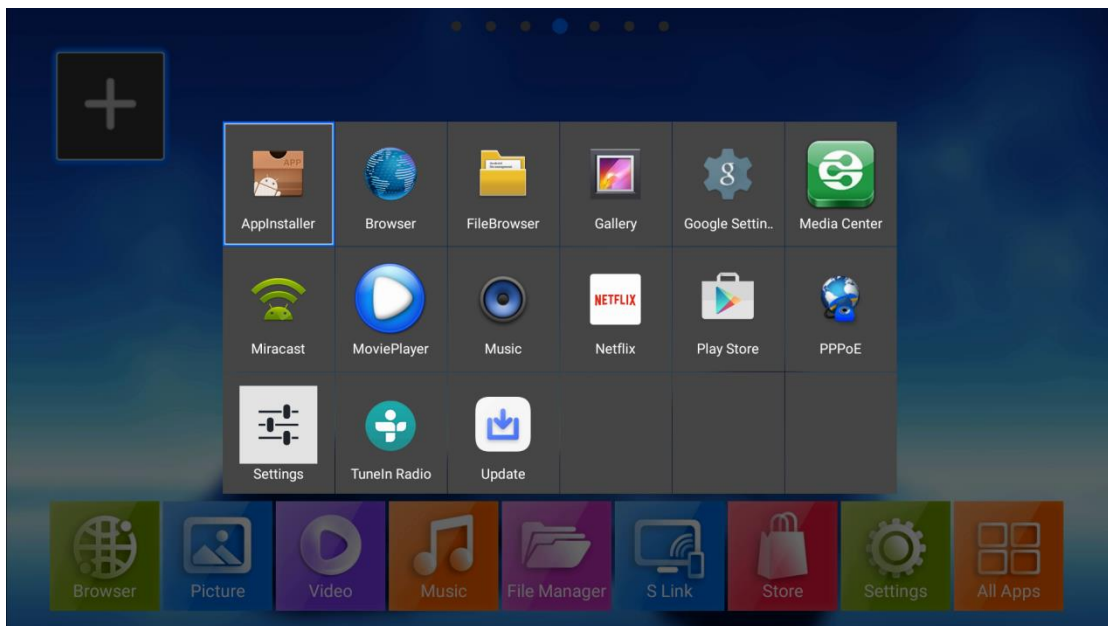 APP
AppInstaller
Browser
FileBrowser
Gallery
g
Google Settin..
Media Center
Miracast
MoviePlayer
Music
NETFLIX
Netflix
Play Store
PPPoE
Settings
TuneIn Radio
Update
Browser
Picture
Video
Music
File Manager
S Link
Store
Settings
All Apps